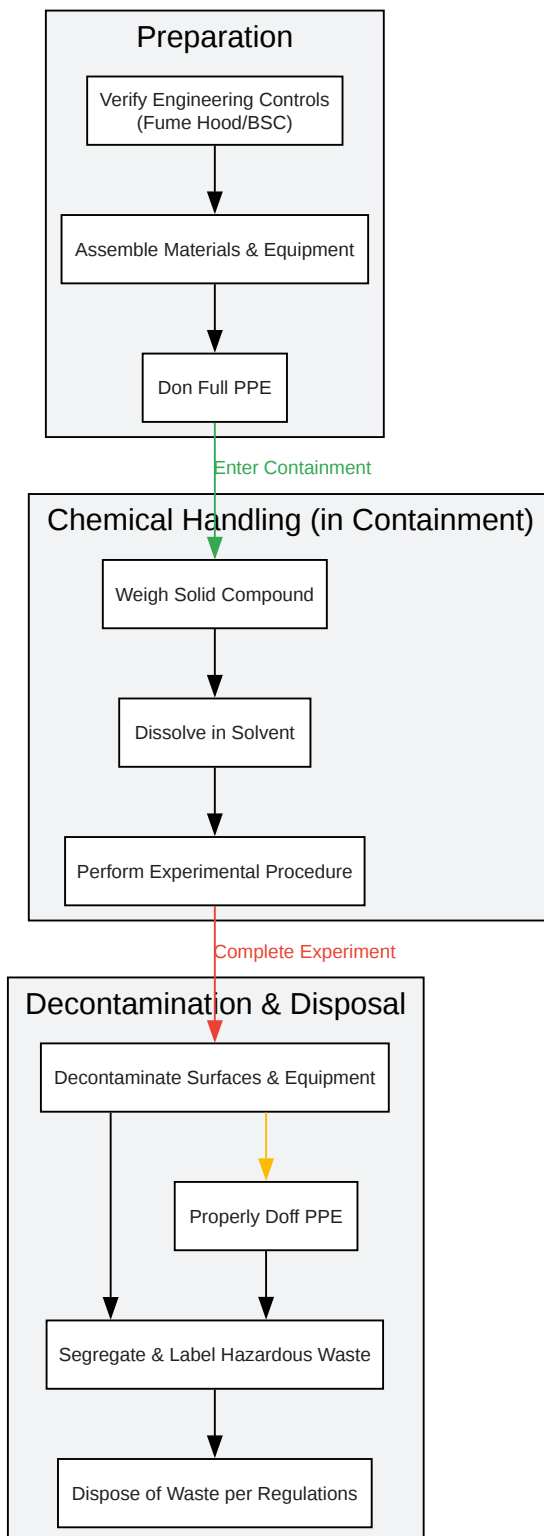 Preparation
Verify Engineering Controls
(Fume Hood/BSC)
Assemble Materials & Equipment
Don Full PPE
Enter Containment
Chemical Handling (in Containment)
Weigh Solid Compound
Dissolve in Solvent
Perform Experimental Procedure
Complete Experiment
Decontamination & Disposal
Decontaminate Surfaces & Equipment
Properly Doff PPE
Segregate & Label Hazardous Waste
Dispose of Waste per Regulations